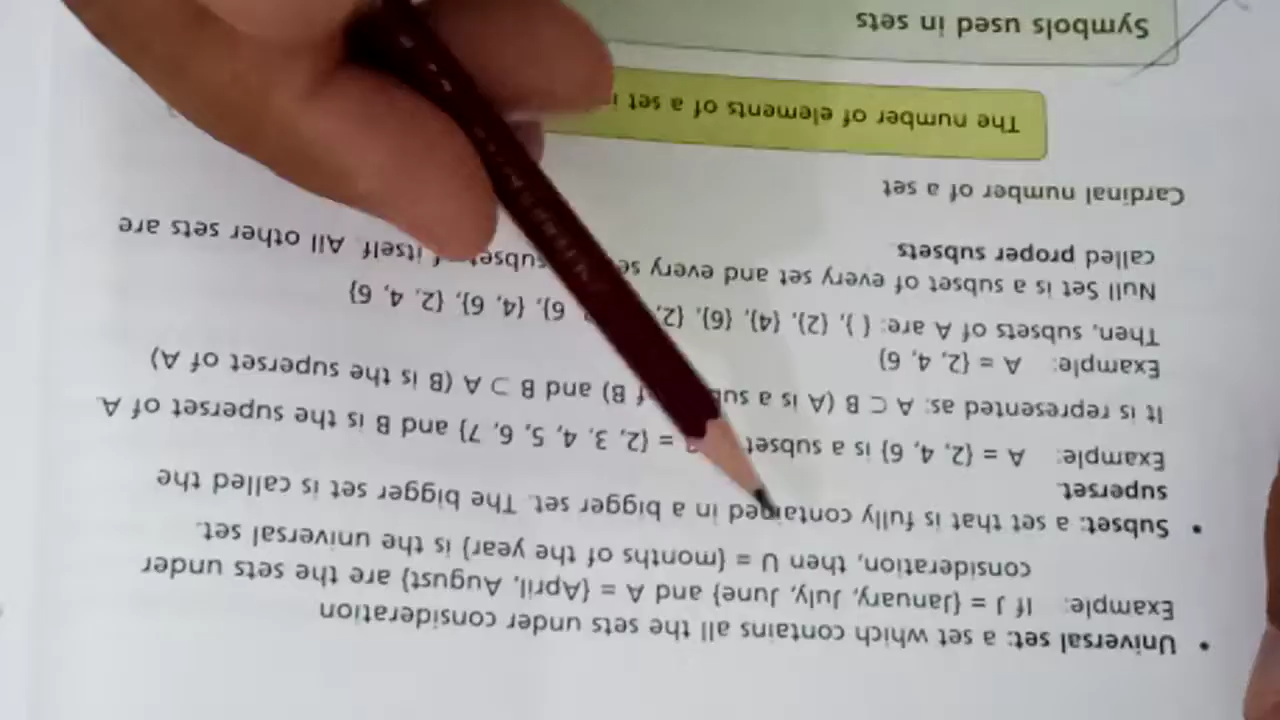 • Universal set: a set which contains all the sets under consideration
Example: If J = {January, July, June} and A = {April, August} are the sets under
consideration, then U = {months of the year} is the universal set.
• Subset: a set that is fully contained in a bigger set. The bigger set is called the
superset.
Example: A = {2, 4, 6} is a subset = {2, 3, 4, 5, 6, 7} and B is the superset of A.
It is represented as: A ⊂ B (A is a of B) and B ⊃ A (B is the superset of A)
Example: A = {2, 4, 6}
Then, subsets of A are: { }, {2}, {4}, {6}, {2, 6}, {4, 6}, {2, 4, 6}
Null Set is a subset of every set and every subset itself. All other sets are
called proper subsets.
Cardinal number of a set
The number of elements of a set
Symbols used in sets